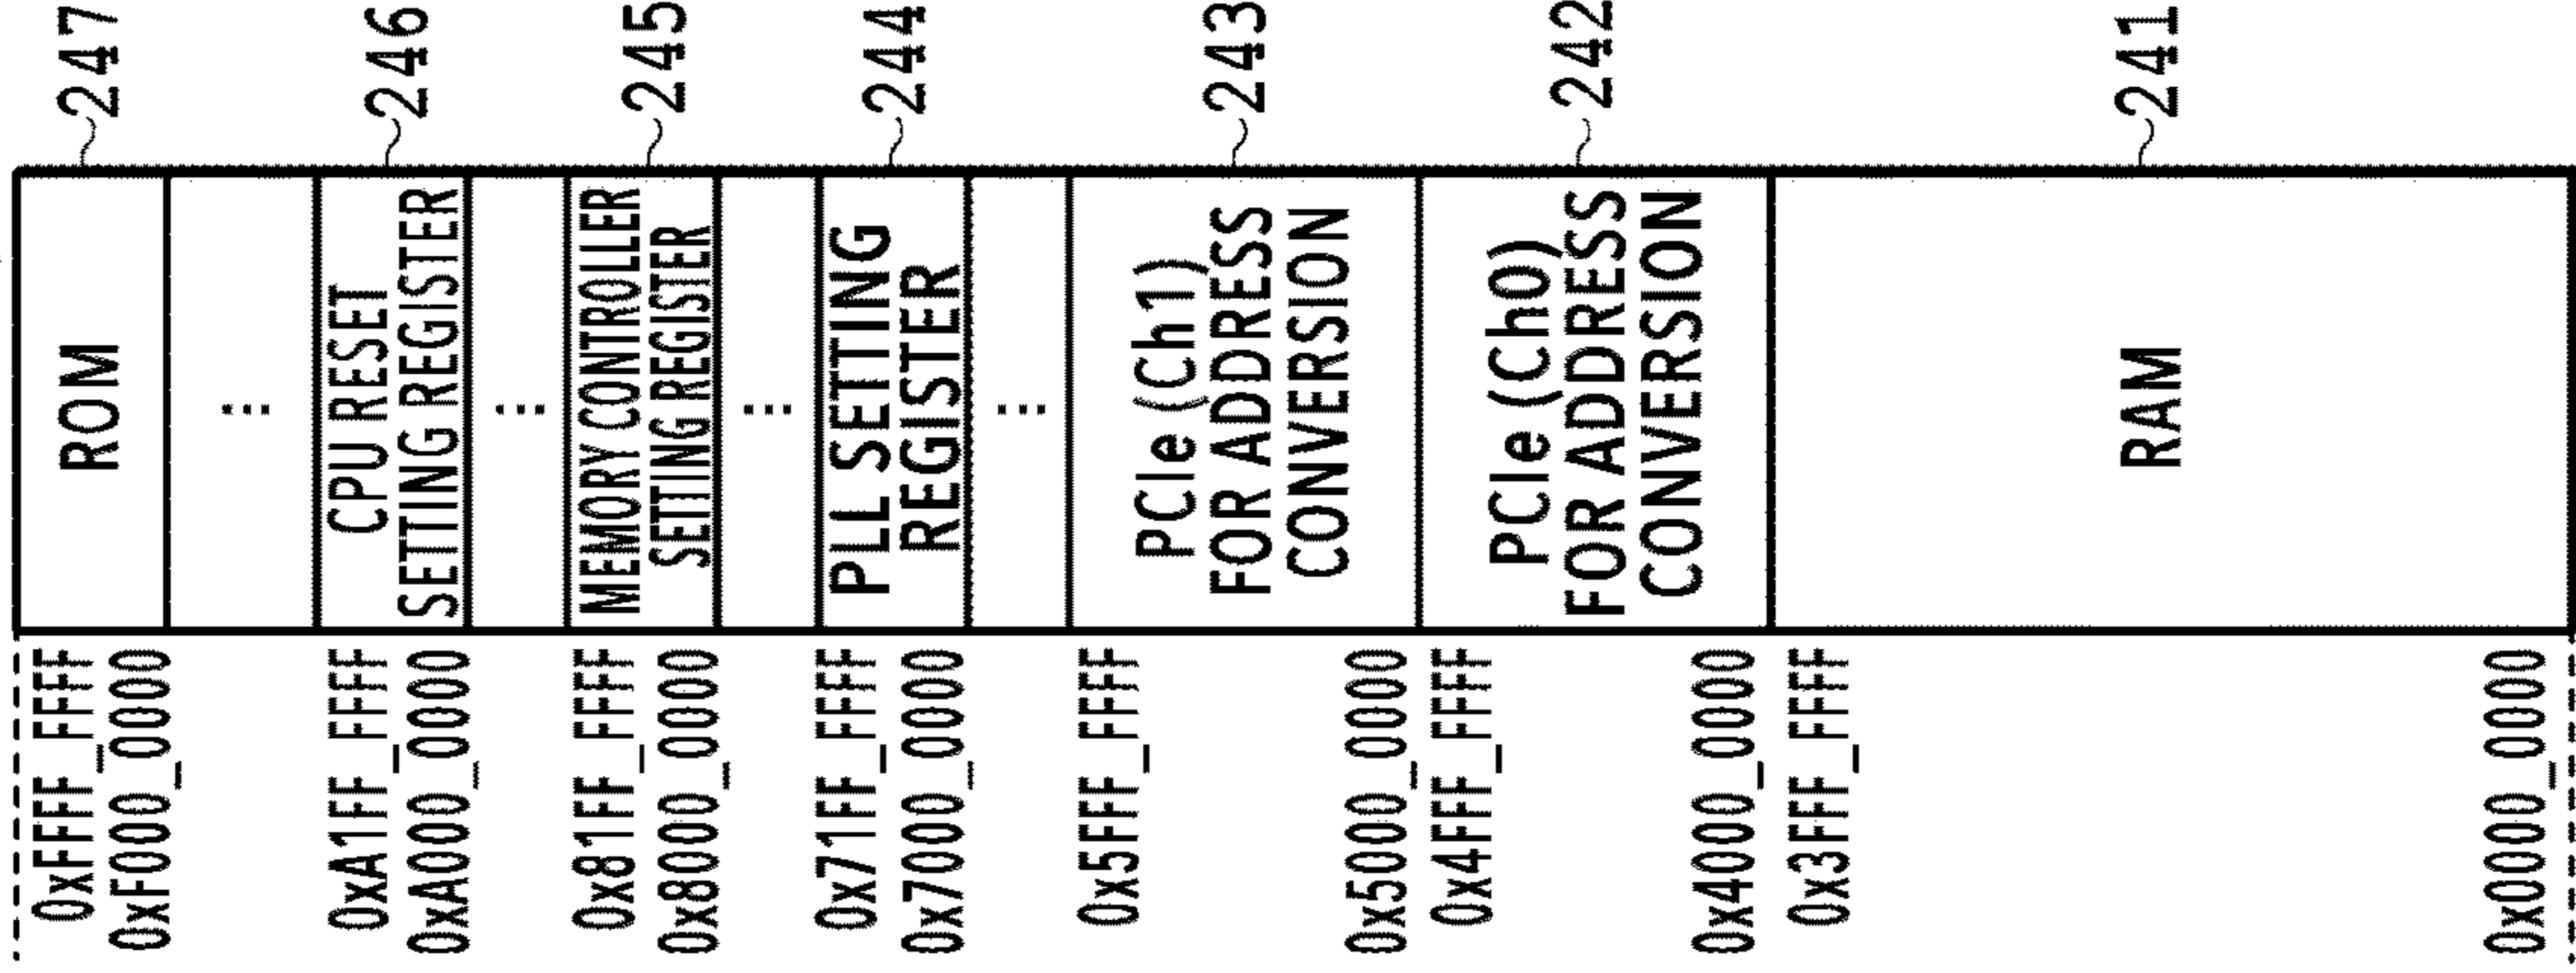 0xFFFF_FFFF
ROM
247
0xF000_0000
⋮
0xA1FF_FFFF
CPU RESET
SETTING REGISTER
246
0xA000_0000
⋮
0x81FF_FFFF
MEMORY CONTROLLER
SETTING REGISTER
245
0x8000_0000
⋮
0x71FF_FFFF
PLL SETTING
REGISTER
244
0x7000_0000
⋮
0x5FFF_FFFF
PCIe (Ch1)
FOR ADDRESS
CONVERSION
243
0x5000_0000
0x4FFF_FFFF
PCIe (Ch0)
FOR ADDRESS
CONVERSION
242
0x4000_0000
0x3FFF_FFFF
RAM
241
0x0000_0000